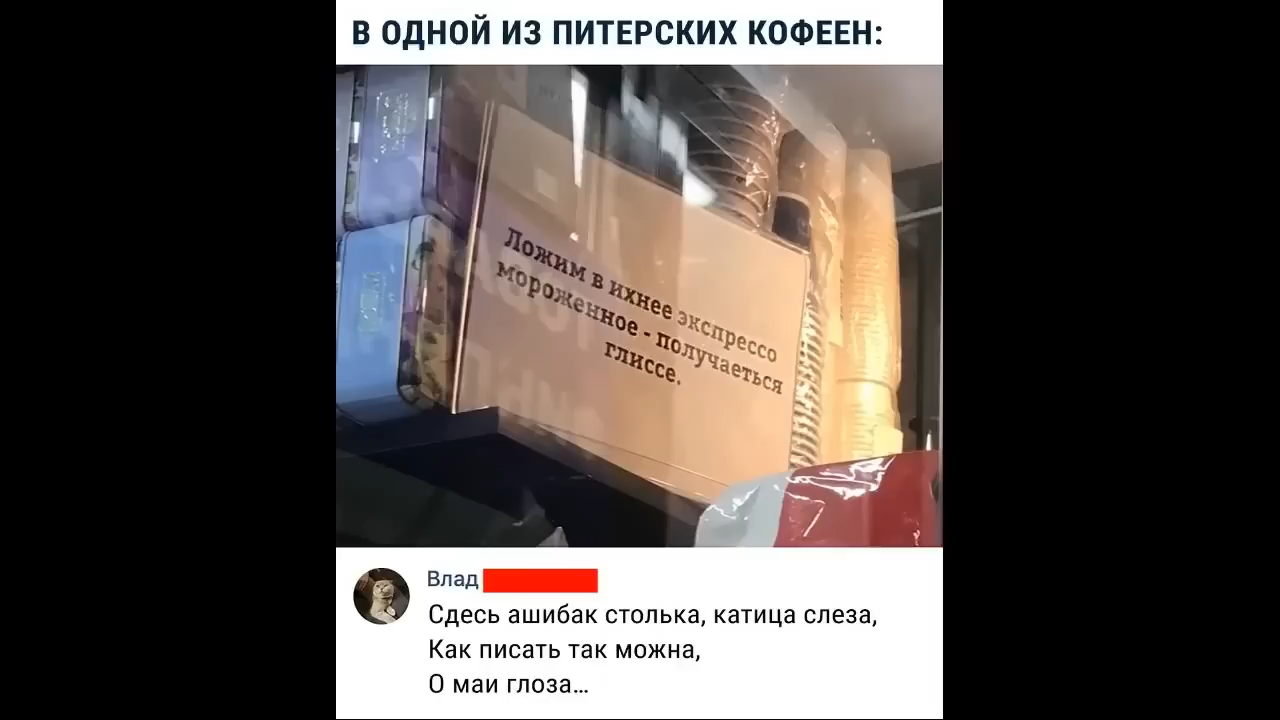 В ОДНОЙ ИЗ ПИТЕРСКИХ КОФЕЕН:
Ложим в ихнее экспрессо
мороженное - получаеться
глиссе.
Влад
Сдесь ашибак столька, катица слеза,
Как писать так можна,
О маи глоза...